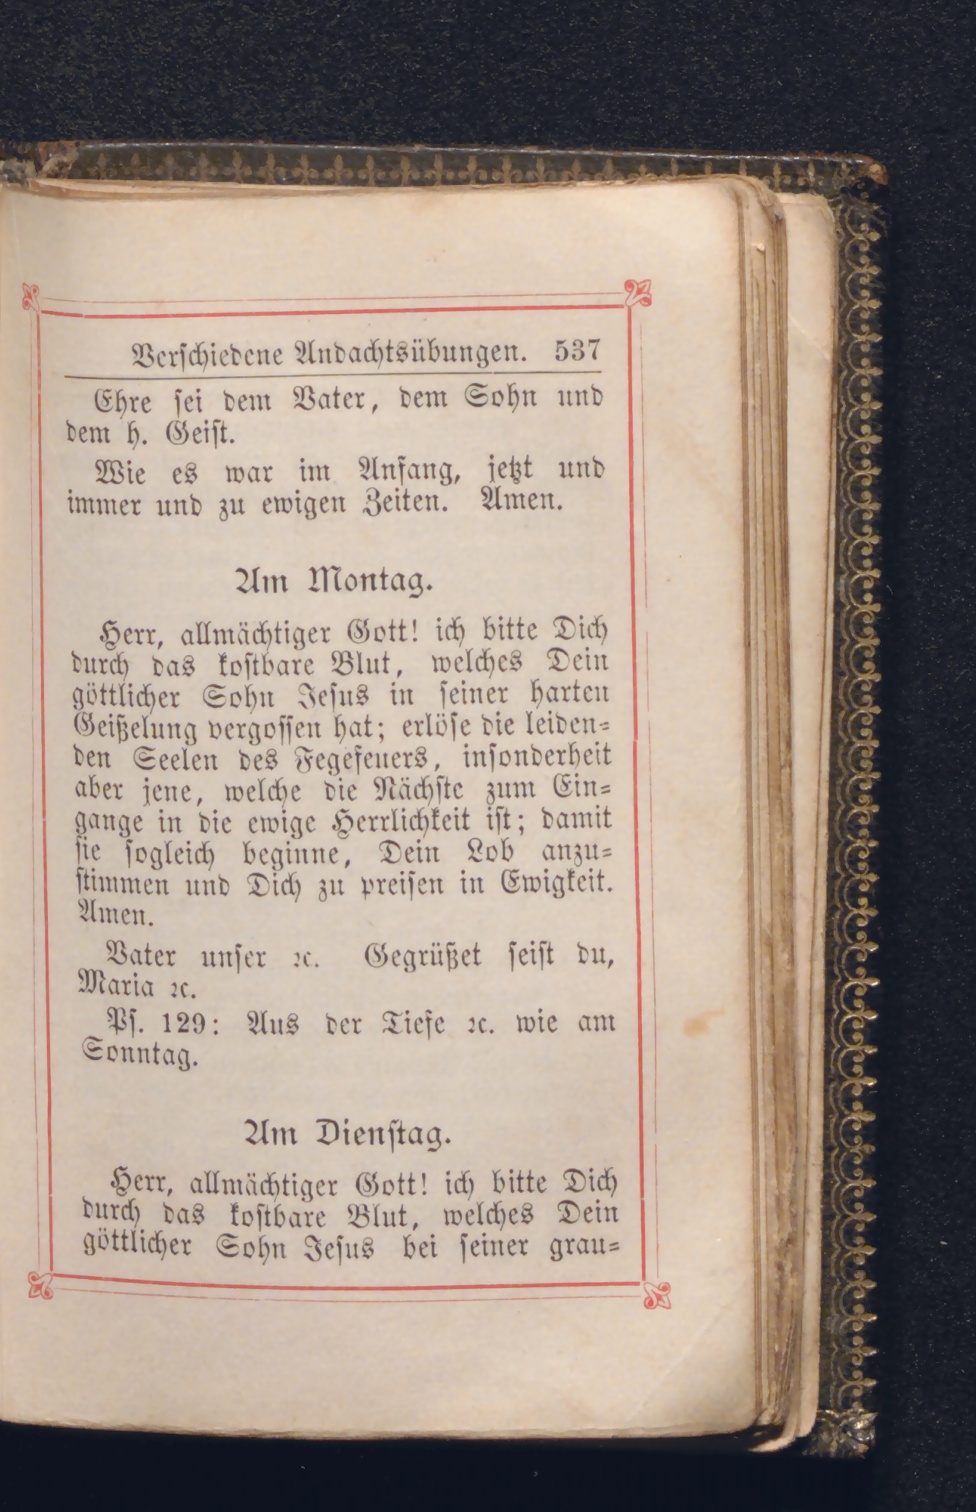 Verschiedene Andachtsübungen. 537
Ehre sei dem Vater, dem Sohn und
dem h. Geist.
Wie es war im Anfang, jetzt und
immer und zu ewigen Zeiten. Amen.
Am Montag.
Herr, allmächtiger Gott! ich bitte Dich
durch das kostbare Blut, welches Dein
göttlicher Sohn Jesus in seiner harten
Geißelung vergossen hat; erlöse die leiden-
den Seelen des Fegefeuers, insonderheit
aber jene, welche die Nächste zum Ein-
gange in die ewige Herrlichkeit ist; damit
sie sogleich beginne, Dein Lob anzu-
stimmen und Dich zu preisen in Ewigkeit.
Amen.
Vater unser ꝛc. Gegrüßet seist du,
Maria ꝛc.
Ps. 129: Aus der Tiefe ꝛc. wie am
Sonntag.
Am Dienstag.
Herr, allmächtiger Gott! ich bitte Dich
durch das kostbare Blut, welches Dein
göttlicher Sohn Jesus bei seiner grau-